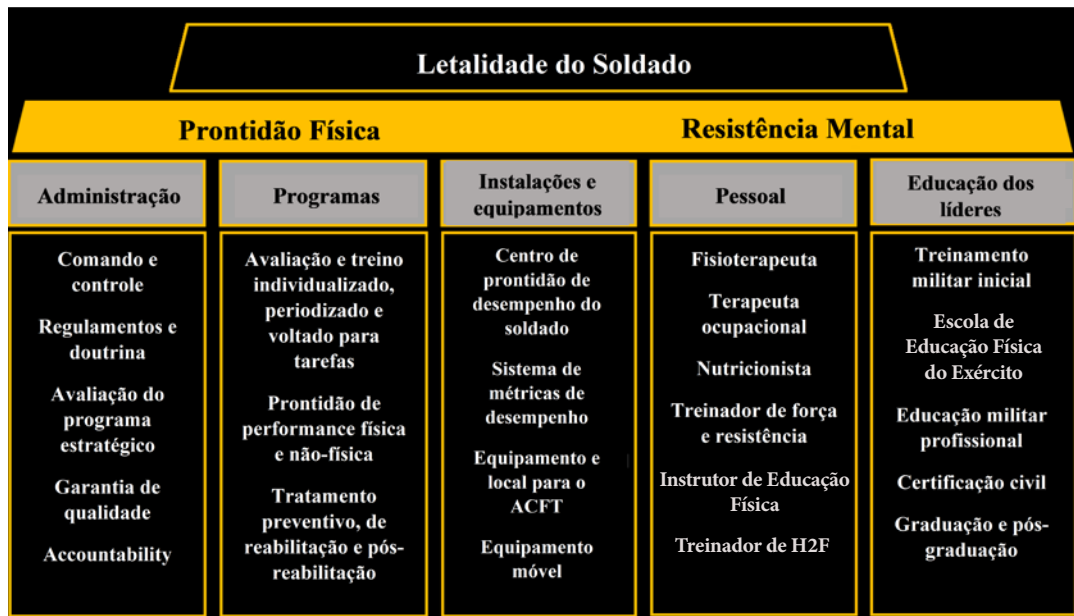 Letalidade do Soldado
Prontidão Física
Resistência Mental
Administração
Comando e
controle
Regulamentos e
doutrina
Avaliação do
programa
estratégico
Garantia de
qualidade
Accountability
Programas
Avaliação e treino
individualizado,
periodizado e
voltado para
tarefas
Prontidão de
performance física
e não-física
Tratamento
preventivo, de
reabilitação e pós-
reabilitação
Instalações e
equipamentos
Centro de
prontidão de
desempenho do
soldado
Sistema de
métricas de
desempenho
Equipamento e
local para o
ACFT
Equipamento
móvel
Pessoal
Fisioterapeuta
Terapeuta
ocupacional
Nutricionista
Treinador de força
e resistência
Instrutor de Educação
Física
Treinador de H2F
Educação dos
líderes
Treinamento
militar inicial
Escola de
Educação Física
do Exército
Educação militar
profissional
Certificação civil
Graduação e pós-
graduação